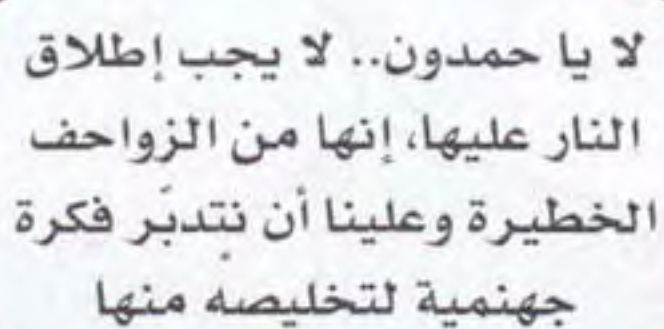 لا يا حمدون.. لا يجب إطلاق
النار عليها، إنها من الزواحف
الخطيرة وعلينا أن نتدبَر فكرة
جهنمية لتخليصه منها